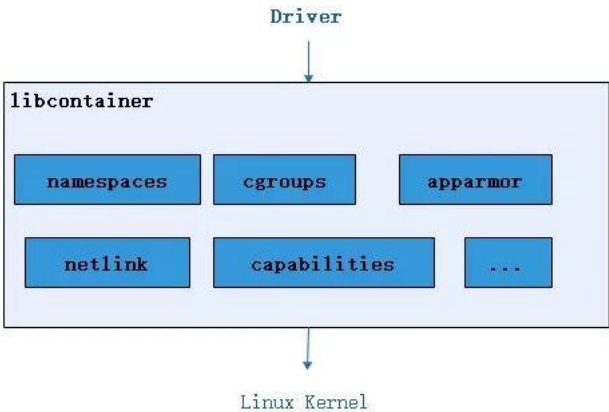 Driver
libcontainer
namespaces cgroups apparmor
netlink capabilities ...
Linux Kernel